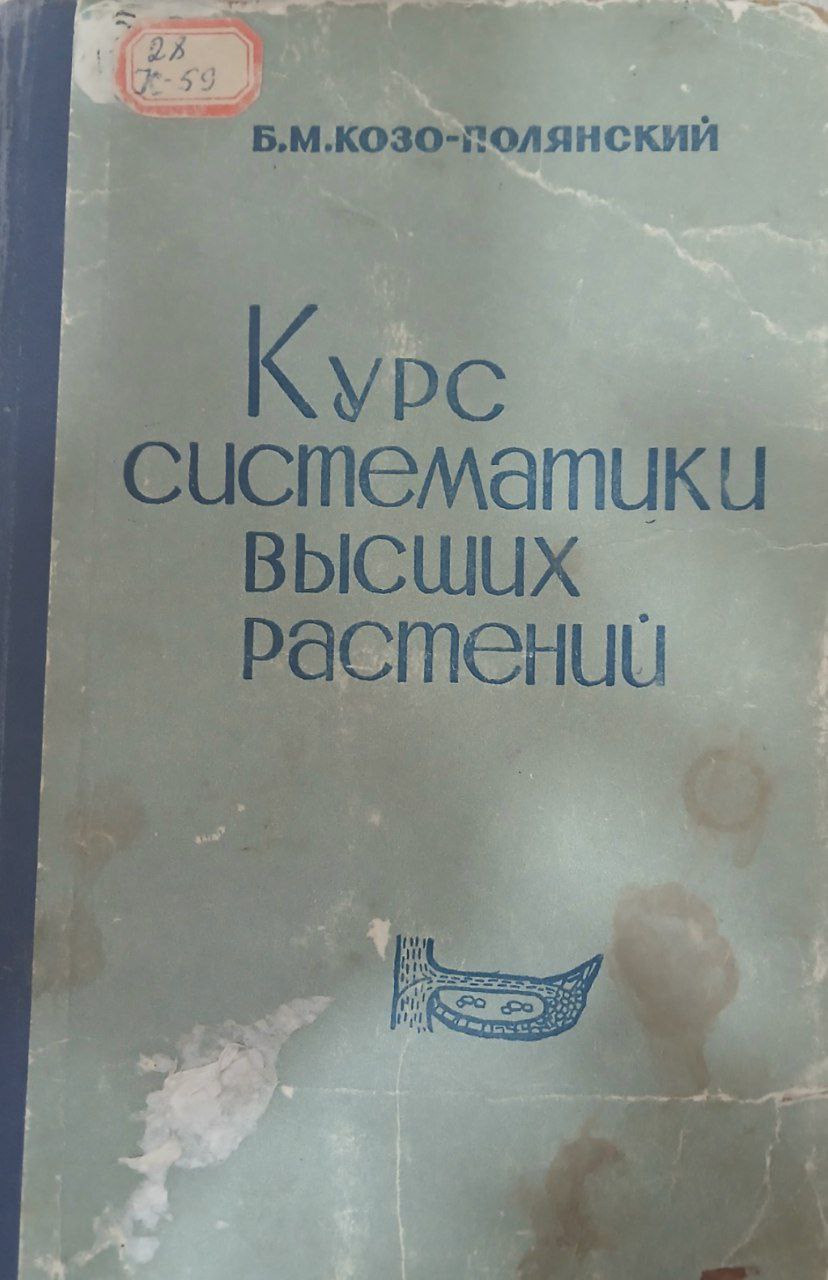 28
К-59
Б.М.КОЗО-ПОЛЯНСКИЙ
Курс
систематики
высших
растений